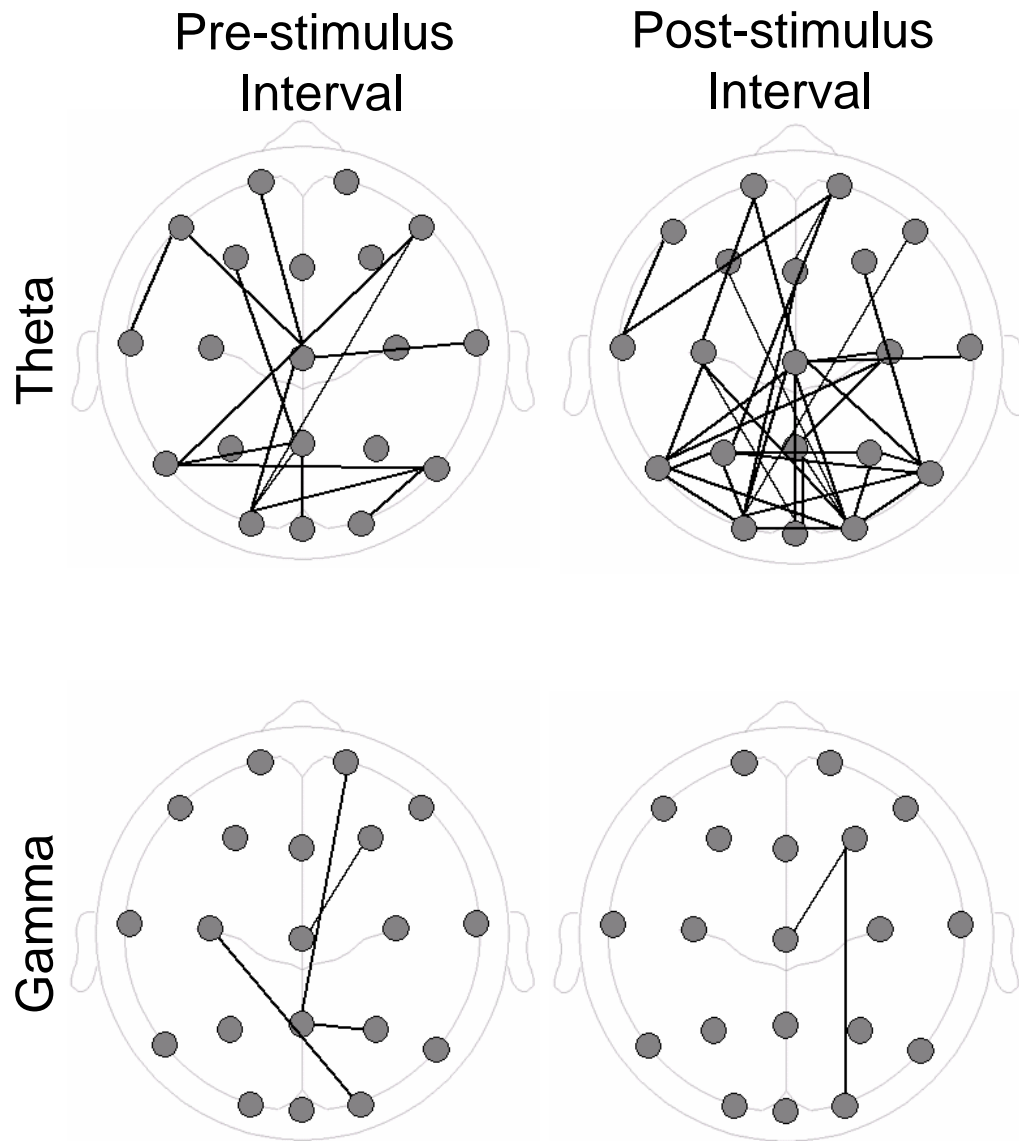 Pre-stimulus
Interval
Post-stimulus
Interval
Theta
Gamma